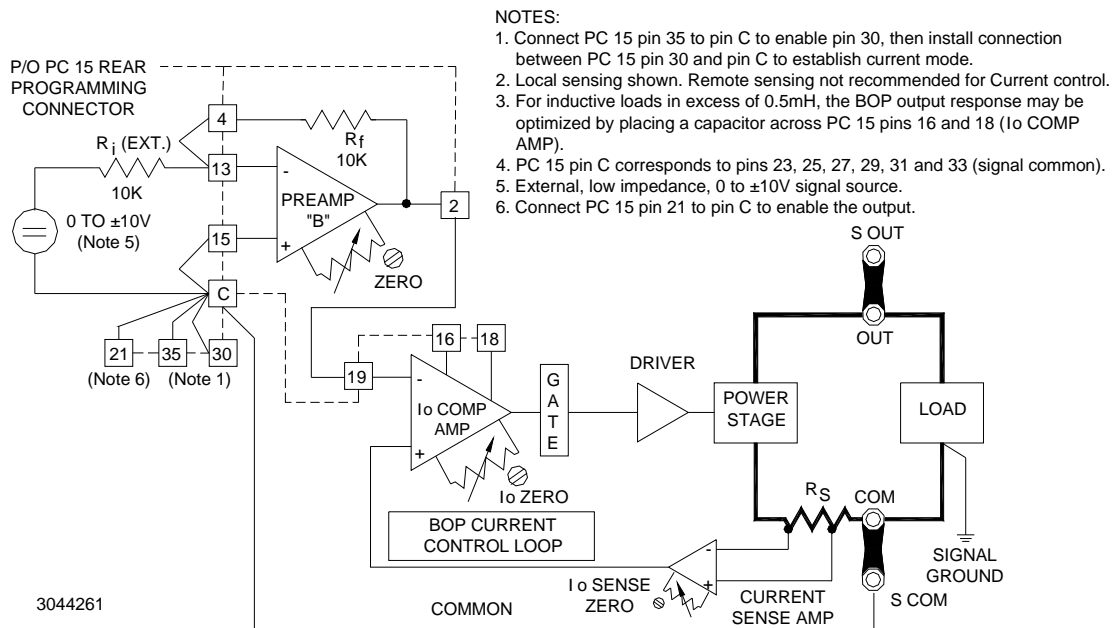 NOTES:
1. Connect PC 15 pin 35 to pin C to enable pin 30, then install connection
between PC 15 pin 30 and pin C to establish current mode.
2. Local sensing shown. Remote sensing not recommended for Current control.
3. For inductive loads in excess of 0.5mH, the BOP output response may be
optimized by placing a capacitor across PC 15 pins 16 and 18 (Io COMP
AMP).
4. PC 15 pin C corresponds to pins 23, 25, 27, 29, 31 and 33 (signal common).
5. External, low impedance, 0 to ±10V signal source.
6. Connect PC 15 pin 21 to pin C to enable the output.
P/O PC 15 REAR
PROGRAMMING
CONNECTOR
4
Rf
10K
Ri (EXT.)
10K
13
-
PREAMP
"B"
+
2
0 TO ±10V
(Note 5)
15
ZERO
C
21
35
30
(Note 6)
(Note 1)
16
18
19
-
Io COMP
AMP
+
Io ZERO
G
A
T
E
DRIVER
POWER
STAGE
S OUT
OUT
LOAD
RS
COM
BOP CURRENT
CONTROL LOOP
-
+
Io SENSE
ZERO
CURRENT
SENSE AMP
S COM
SIGNAL
GROUND
COMMON
3044261